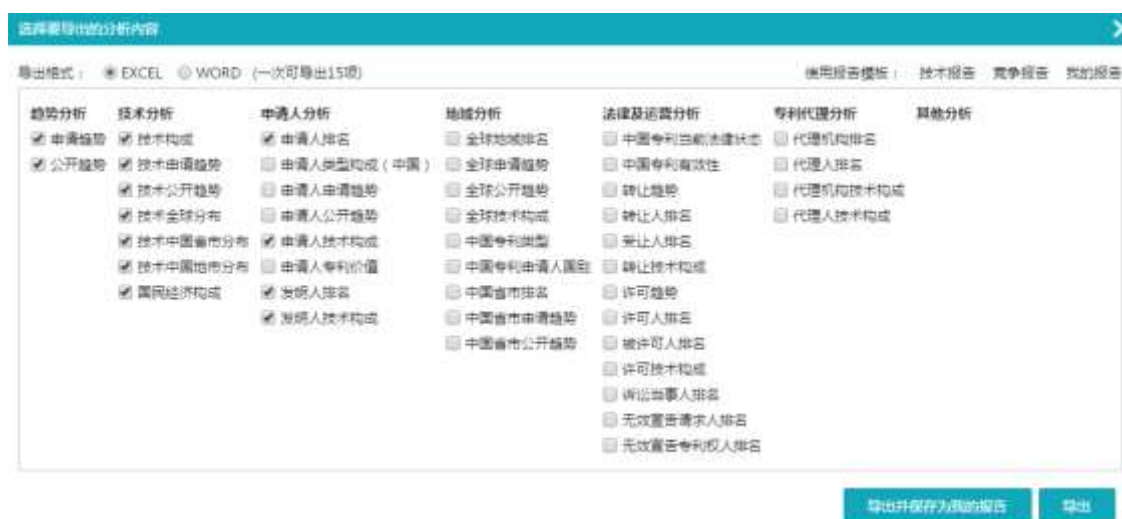 选择要导出的分析内容
导出格式： EXCEL WORD (一次可导出15项) 使用报告模板： 技术报告 竞争报告 我的报告
趋势分析 技术分析 申请人分析 地域分析 法律及运营分析 专利代理分析 其他分析
申请趋势 技术构成 申请人排名 全球地域排名 中国专利当前法律状态 代理机构排名
公开趋势 技术申请趋势 申请人类型构成（中国） 全球申请趋势 中国专利有效性 代理人排名
技术公开趋势 申请人申请趋势 全球公开趋势 转让趋势 代理机构技术构成
技术全球分布 申请人公开趋势 全球技术构成 转让人排名 代理人技术构成
技术中国省市分布 申请人技术构成 中国专利类型 受让人排名
技术中国地市分布 申请人专利价值 中国专利申请人国别 转让技术构成
国民经济构成 发明人排名 中国省市排名 许可趋势
发明人技术构成 中国省市申请趋势 许可人排名
中国省市公开趋势 被许可人排名
许可技术构成
诉讼当事人排名
无效宣告请求人排名
无效宣告专利权人排名
导出并保存为我的报告 导出